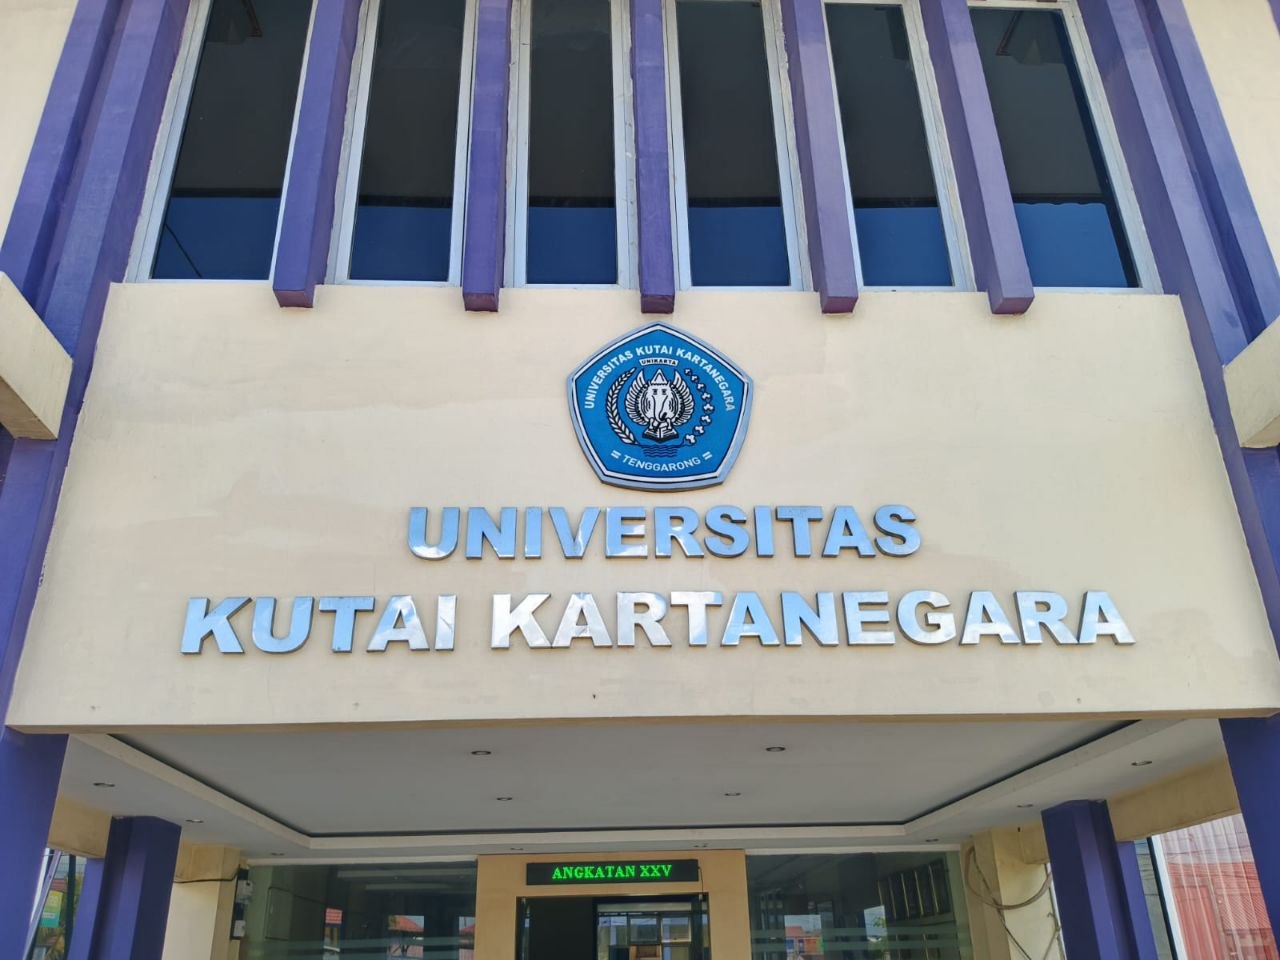 UNIVERSITAS KUTAI KARTANEGARA
UNIKARTA
= TENGGARONG =
UNIVERSITAS
KUTAI KARTANEGARA
ANGKATAN XXV